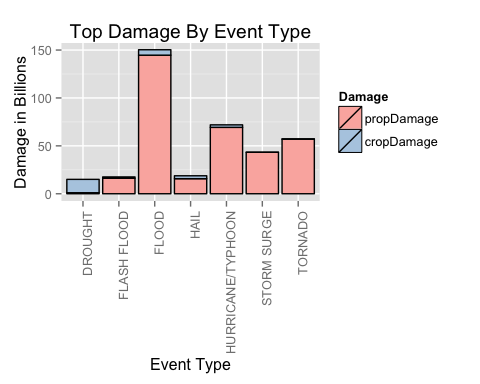 Top Damage By Event Type
Damage in Billions
150
100
50
0
DROUGHT
FLASH FLOOD
FLOOD
HAIL
HURRICANE/TYPHOON
STORM SURGE
TORNADO
Event Type
Damage
propDamage
cropDamage